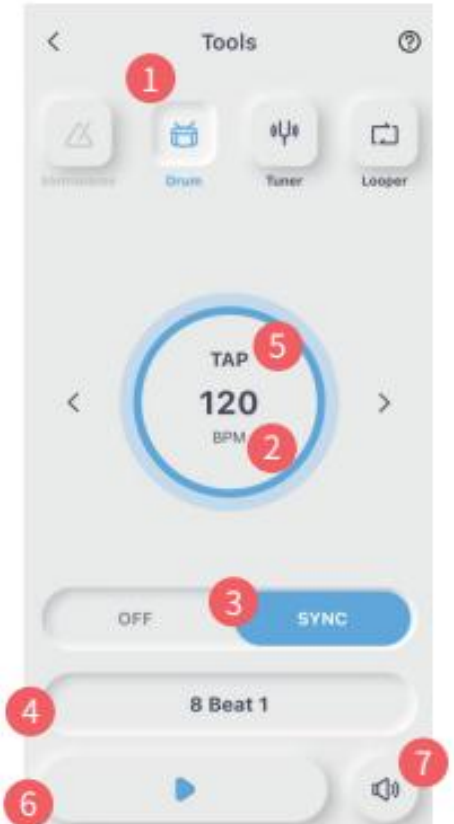 Tools
1
Drum
Tuner
Looper
TAP
5
120
BPM
2
OFF
3
SYNC
4
8 Beat 1
6
7